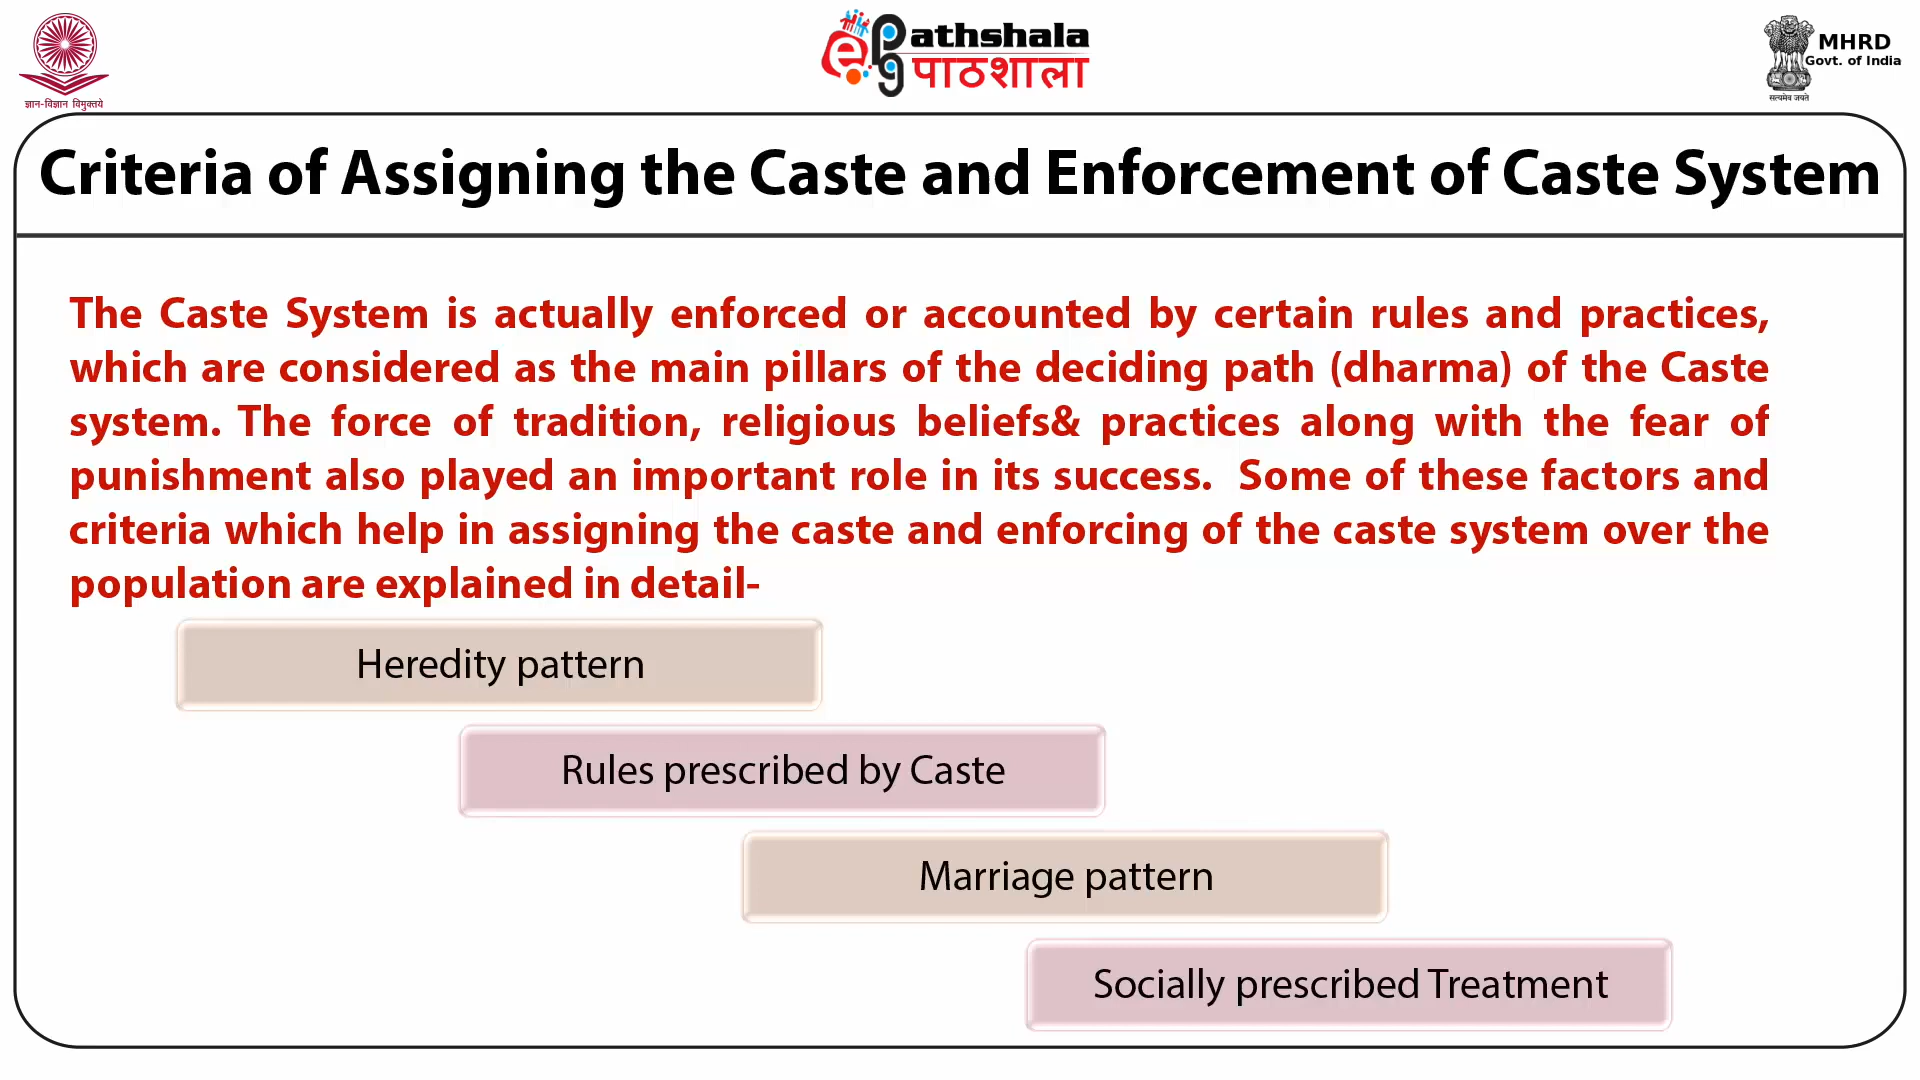 ज्ञान-विज्ञान विमुक्तये
ePathshala
पाठशाला
MHRD
Govt. of India
सत्यमेव जयते
Criteria of Assigning the Caste and Enforcement of Caste System
The Caste System is actually enforced or accounted by certain rules and practices,
which are considered as the main pillars of the deciding path (dharma) of the Caste
system. The force of tradition, religious beliefs& practices along with the fear of
punishment also played an important role in its success. Some of these factors and
criteria which help in assigning the caste and enforcing of the caste system over the
population are explained in detail-
Heredity pattern
Rules prescribed by Caste
Marriage pattern
Socially prescribed Treatment